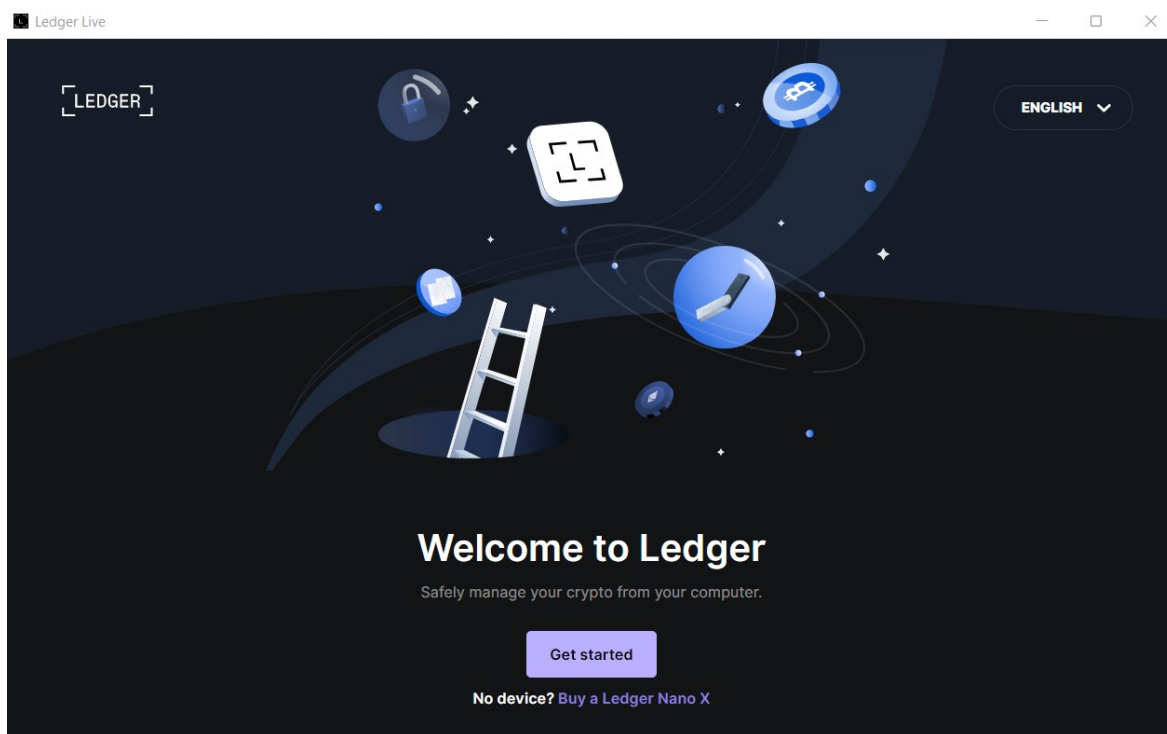 Ledger Live
LEDGER
ENGLISH
L
Welcome to Ledger
Safely manage your crypto from your computer.
Get started
No device? Buy a Ledger Nano X